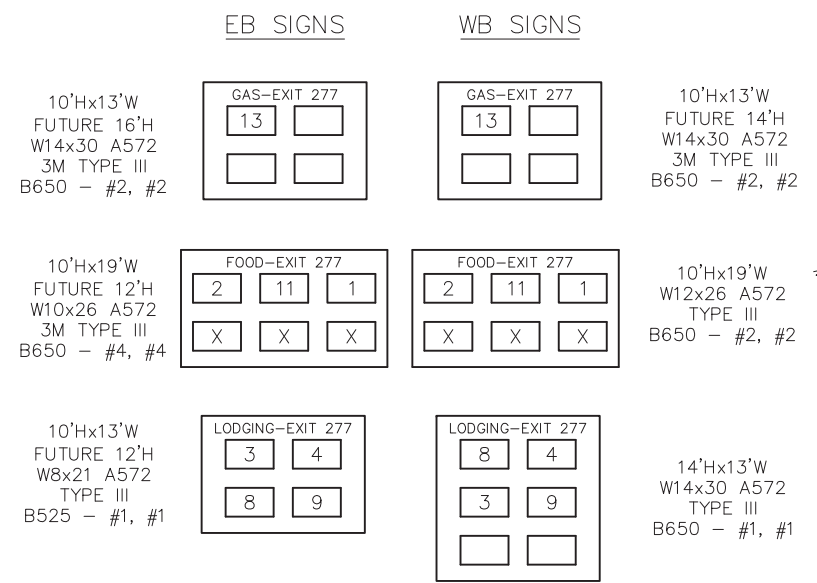 EB SIGNS
WB SIGNS
10'Hx13'W
FUTURE 16'H
W14x30 A572
3M TYPE III
B650 – #2, #2
GAS–EXIT 277
13
GAS–EXIT 277
13
10'Hx13'W
FUTURE 14'H
W14x30 A572
3M TYPE III
B650 – #2, #2
10'Hx19'W
FUTURE 12'H
W10x26 A572
3M TYPE III
B650 – #4, #4
FOOD–EXIT 277
2 11 1
X X X
FOOD–EXIT 277
2 11 1
X X X
10'Hx19'W
W12x26 A572
TYPE III
B650 – #2, #2
10'Hx13'W
FUTURE 12'H
W8x21 A572
TYPE III
B525 – #1, #1
LODGING–EXIT 277
3 4
8 9
LODGING–EXIT 277
8 4
3 9
14'Hx13'W
W14x30 A572
TYPE III
B650 – #1, #1